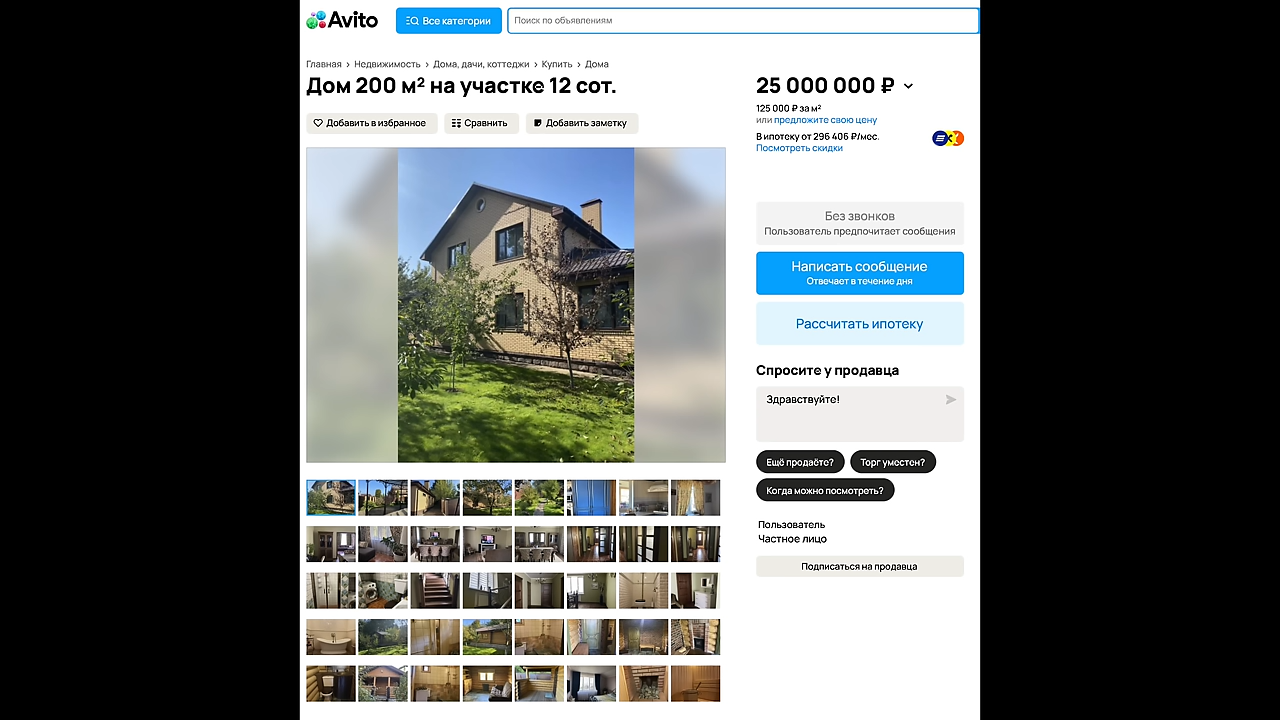 Avito
Все категории
Поиск по объявлениям
Главная › Недвижимость › Дома, дачи, коттеджи › Купить › Дома
Дом 200 м² на участке 12 сот.
Добавить в избранное
Сравнить
Добавить заметку
25 000 000 ₽
125 000 ₽ за м²
или предложите свою цену
В ипотеку от 296 406 ₽/мес.
Посмотреть скидки
Без звонков
Пользователь предпочитает сообщения
Написать сообщение
Отвечает в течение дня
Рассчитать ипотеку
Спросите у продавца
Здравствуйте!
Ещё продаёте?
Торг уместен?
Когда можно посмотреть?
Пользователь
Частное лицо
Подписаться на продавца